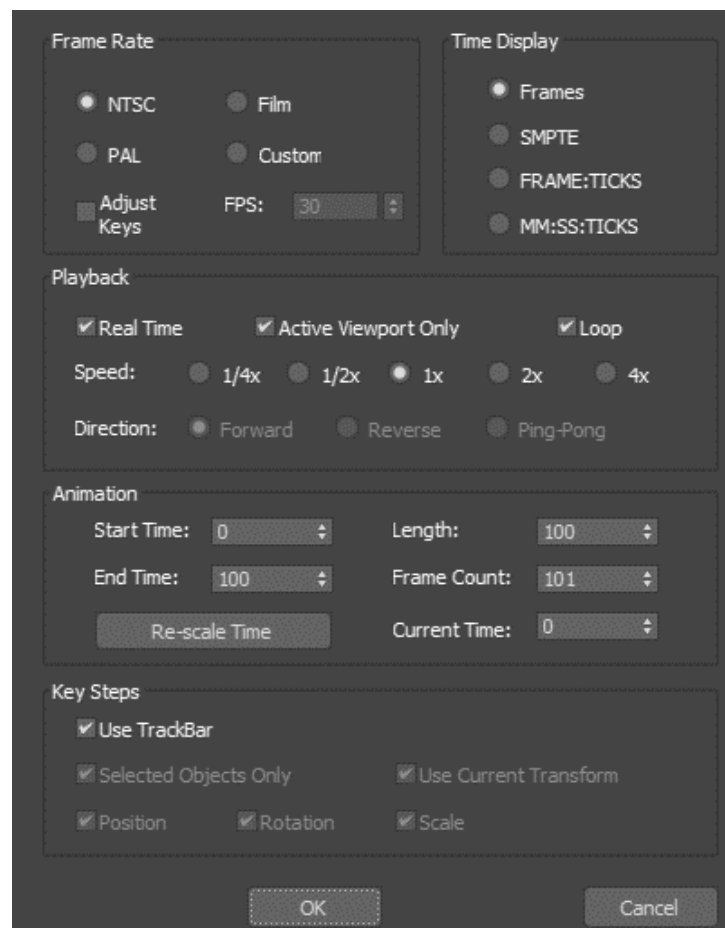 Frame Rate Time Display
NTSC Film Frames
PAL Custom SMPTE
Adjust Keys FPS: 30 FRAME:TICKS
MM:SS:TICKS
Playback
Real Time Active Viewport Only Loop
Speed: 1/4x 1/2x 1x 2x 4x
Direction: Forward Reverse Ping-Pong
Animation
Start Time: 0 Length: 100
End Time: 100 Frame Count: 101
Re-scale Time Current Time: 0
Key Steps
Use TrackBar
Selected Objects Only Use Current Transform
Position Rotation Scale
OK Cancel